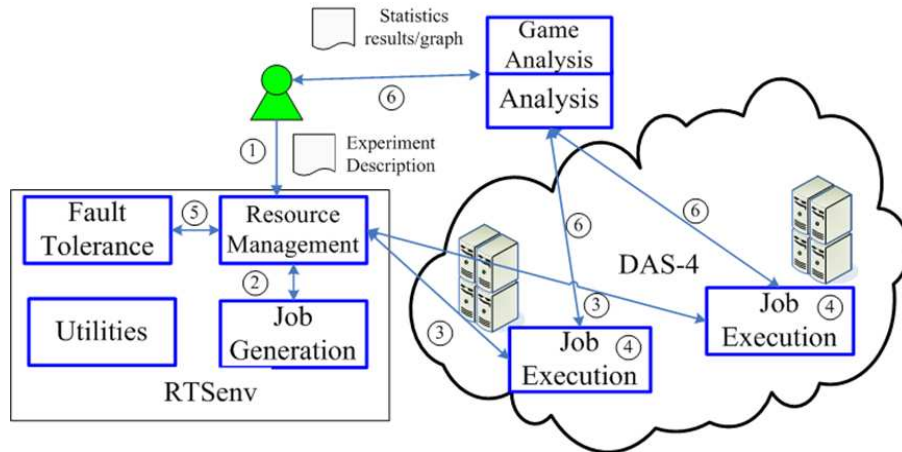 Statistics
results/graph
Game
Analysis
Analysis
6
1
Experiment
Description
Fault
Tolerance
5
Resource
Management
6
6
DAS-4
2
Utilities
Job
Generation
3
3
Job
Execution
4
Job
Execution
4
RTSenv